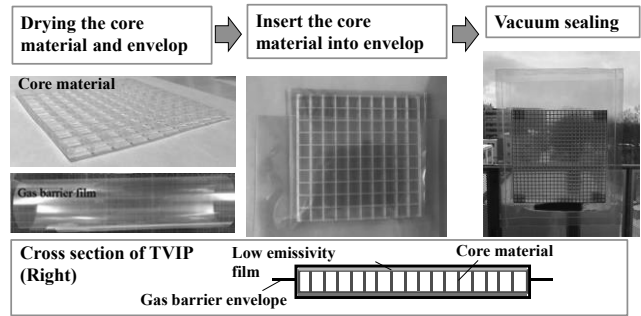 Drying the core
material and envelop
Insert the core
material into envelop
Vacuum sealing
Core material
Gas barrier film
Cross section of TVIP
(Right)
Low emissivity
film
Core material
Gas barrier envelope